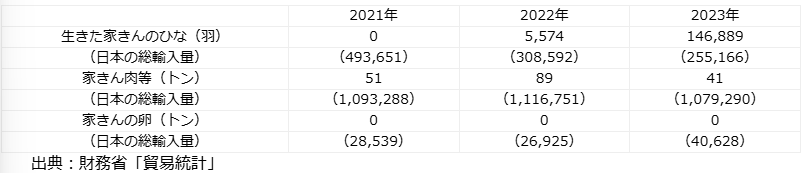 2021年 2022年 2023年
生きた家きんのひな（羽） 0 5,574 146,889
（日本の総輸入量） （493,651） （308,592） （255,166）
家きん肉等（トン） 51 89 41
（日本の総輸入量） （1,093,288） （1,116,751） （1,079,290）
家きんの卵（トン） 0 0 0
（日本の総輸入量） （28,539） （26,925） （40,628）
出典：財務省「貿易統計」